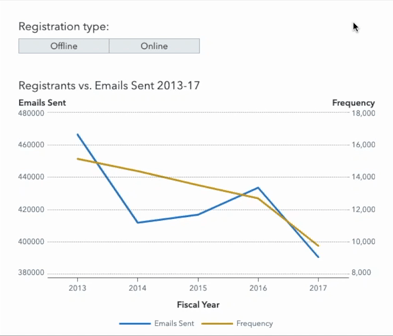 Registration type:
Offline Online
Registrants vs. Emails Sent 2013-17
Emails Sent Frequency
480000 18,000
460000 16,000
440000 14,000
420000 12,000
400000 10,000
380000 8,000
2013 2014 2015 2016 2017
Fiscal Year
Emails Sent Frequency